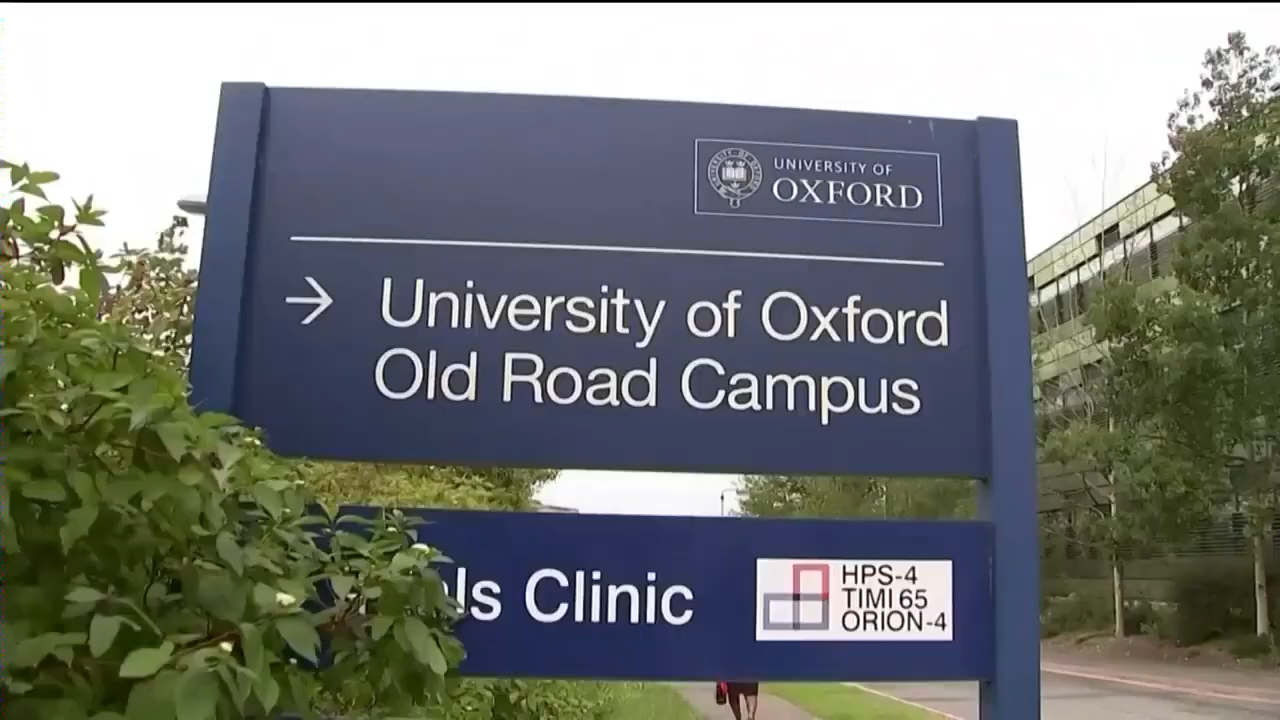 UNIVERSITY OF
OXFORD
→ University of Oxford
Old Road Campus
Clinic
HPS-4
TIMI 65
ORION-4